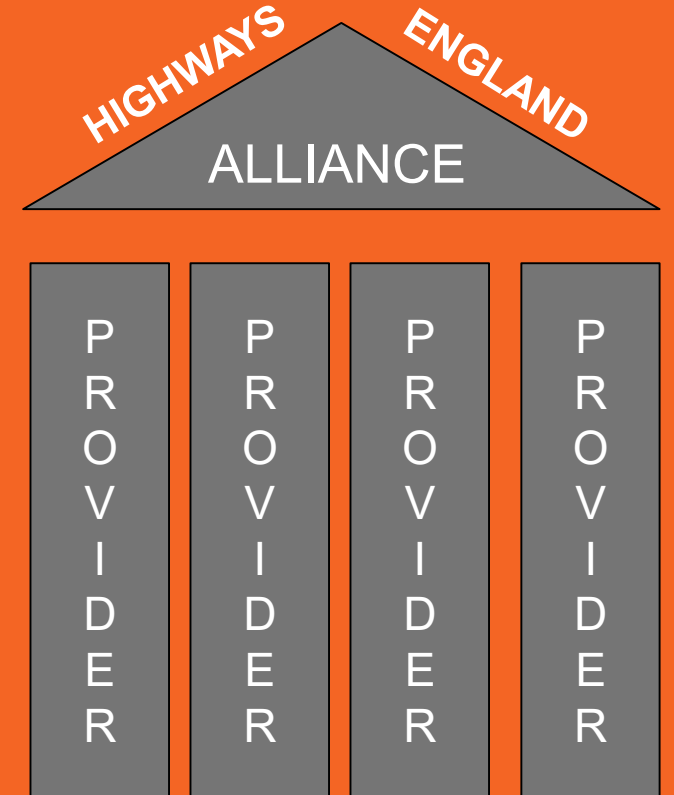 HIGHWAYS
ENGLAND
ALLIANCE
PROVIDER
PROVIDER
PROVIDER
PROVIDER